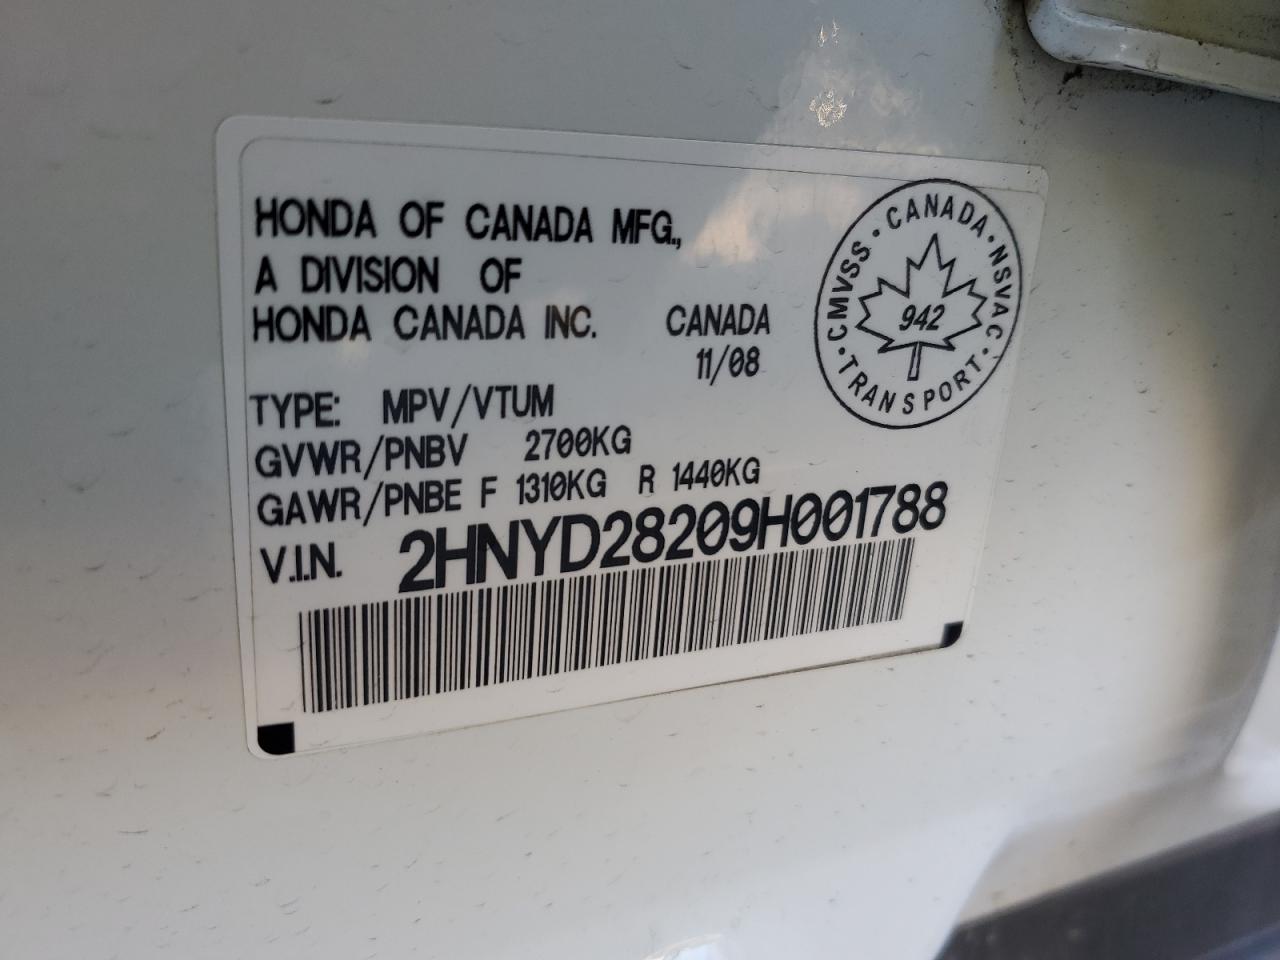 HONDA OF CANADA MFG.,
A DIVISION OF
HONDA CANADA INC. CANADA
11/08
TYPE: MPV/VTUM
GVWR/PNBV 2700KG
GAWR/PNBE F 1310KG R 1440KG
V.I.N. 2HNYD28209H001788
CANADA · NSVAC · TRANSPORT · CMVSS ·
942